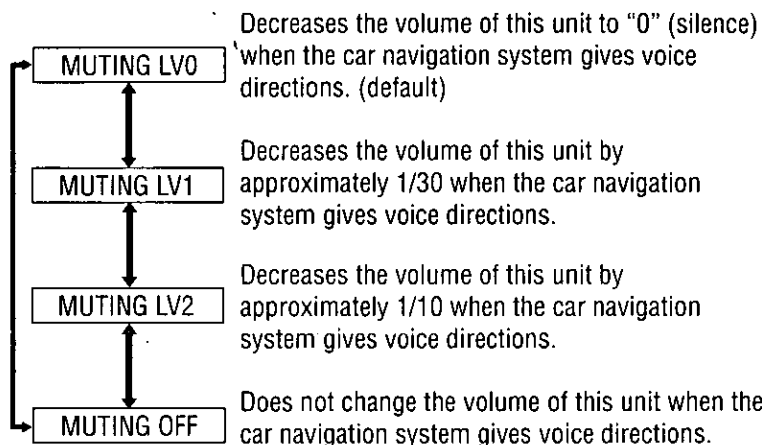 MUTING LV0
Decreases the volume of this unit to “0” (silence)
when the car navigation system gives voice
directions. (default)
MUTING LV1
Decreases the volume of this unit by
approximately 1/30 when the car navigation
system gives voice directions.
MUTING LV2
Decreases the volume of this unit by
approximately 1/10 when the car navigation
system gives voice directions.
MUTING OFF
Does not change the volume of this unit when the
car navigation system gives voice directions.